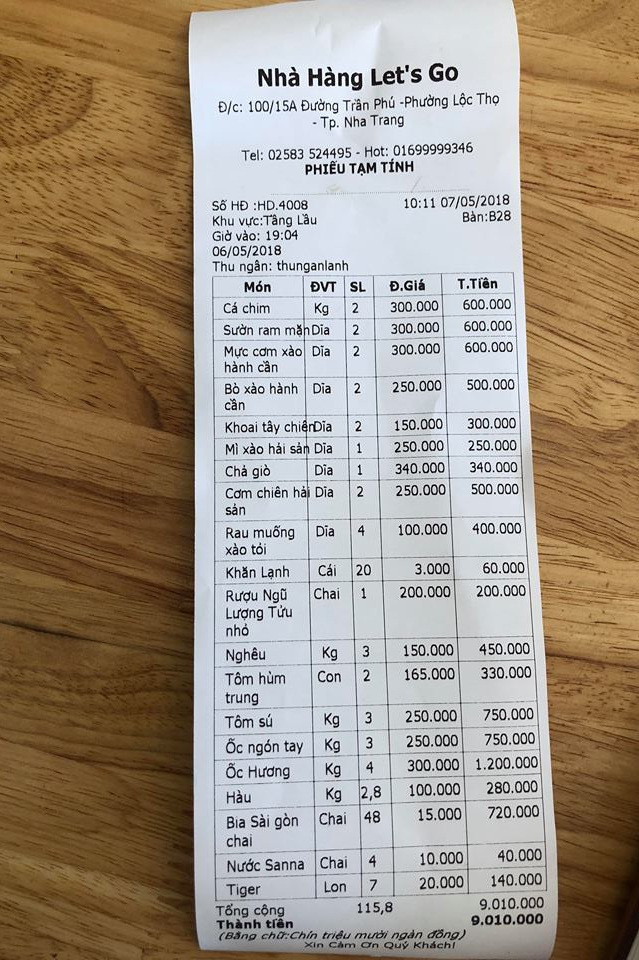 Nhà Hàng Let's Go
Đ/c: 100/15A Đường Trần Phú -Phường Lộc Thọ
- Tp. Nha Trang
Tel: 02583 524495 - Hot: 01699999346
PHIẾU TẠM TÍNH
Số HĐ :HD.4008 10:11 07/05/2018
Khu vực:Tầng Lầu Bàn:B28
Giờ vào: 19:04
06/05/2018
Thu ngân: thunganlanh
Món ĐVT SL Đ.Giá T.Tiền
Cá chim Kg 2 300.000 600.000
Sườn ram mặn Dĩa 2 300.000 600.000
Mực cơm xào Dĩa 2 300.000 600.000
hành cần
Bò xào hành Dĩa 2 250.000 500.000
cần
Khoai tây chiên Dĩa 2 150.000 300.000
Mì xào hải sản Dĩa 1 250.000 250.000
Chả giò Dĩa 1 340.000 340.000
Cơm chiên hải Dĩa 2 250.000 500.000
sản
Rau muống Dĩa 4 100.000 400.000
xào tỏi
Khăn Lạnh Cái 20 3.000 60.000
Rượu Ngũ Chai 1 200.000 200.000
Lượng Tửu
nhỏ
Nghêu Kg 3 150.000 450.000
Tôm hùm Con 2 165.000 330.000
trung
Tôm sú Kg 3 250.000 750.000
Ốc ngón tay Kg 3 250.000 750.000
Ốc Hương Kg 4 300.000 1.200.000
Hàu Kg 2,8 100.000 280.000
Bia Sài gòn Chai 48 15.000 720.000
chai
Nước Sanna Chai 4 10.000 40.000
Tiger Lon 7 20.000 140.000
Tổng cộng 115,8 9.010.000
Thành tiền 9.010.000
(Bằng chữ:Chín triệu mười ngàn đồng)
Xin Cảm Ơn Quý Khách!